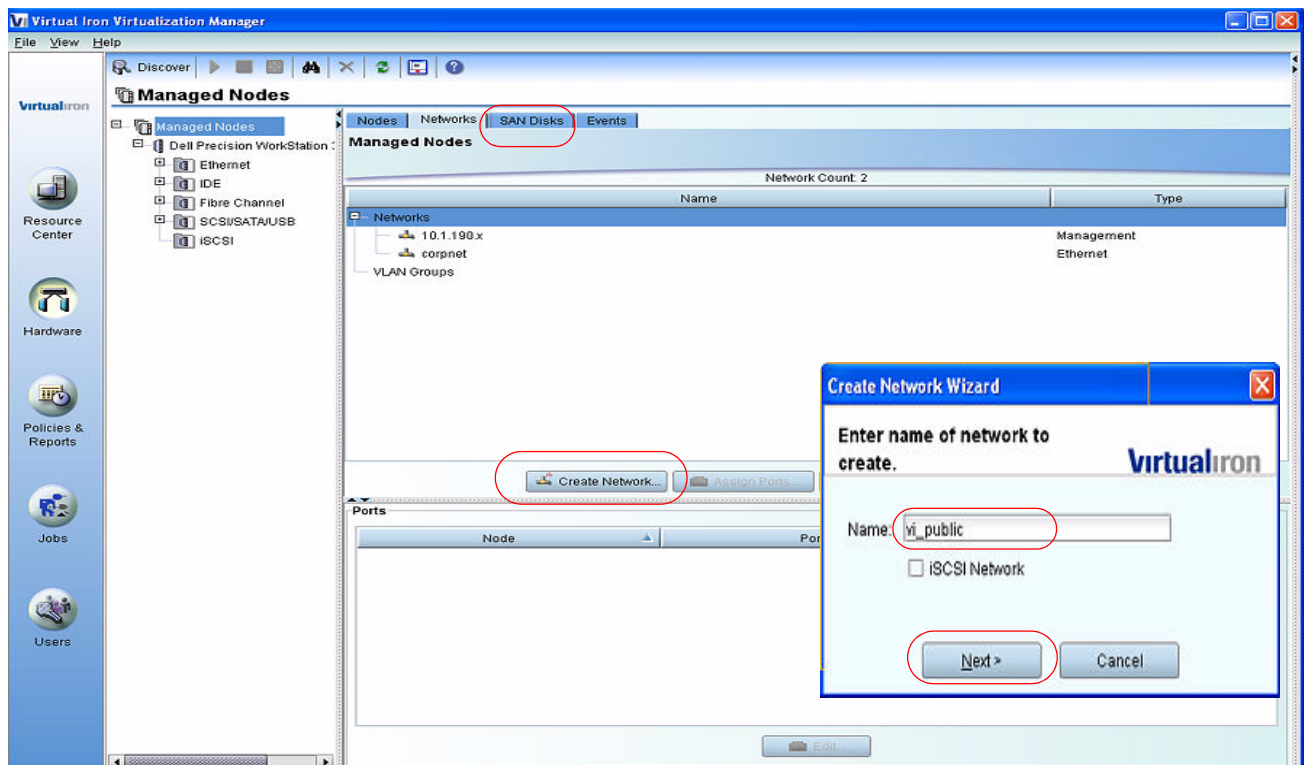 Virtual Iron Virtualization Manager
File View Help
Discover
Virtualiron
Managed Nodes
Resource
Center
Hardware
Policies &
Reports
Jobs
Users
Managed Nodes
Dell Precision WorkStation
Ethernet
IDE
Fibre Channel
SCSI/SATA/USB
iSCSI
Nodes Networks SAN Disks Events
Managed Nodes
Network Count: 2
Name Type
Networks
10.1.190.x Management
corpnet Ethernet
VLAN Groups
Create Network... Assign Ports...
Ports
Node Por
Edit...
Create Network Wizard
Enter name of network to
create.
Virtualiron
Name: vi_public
iSCSI Network
Next > Cancel